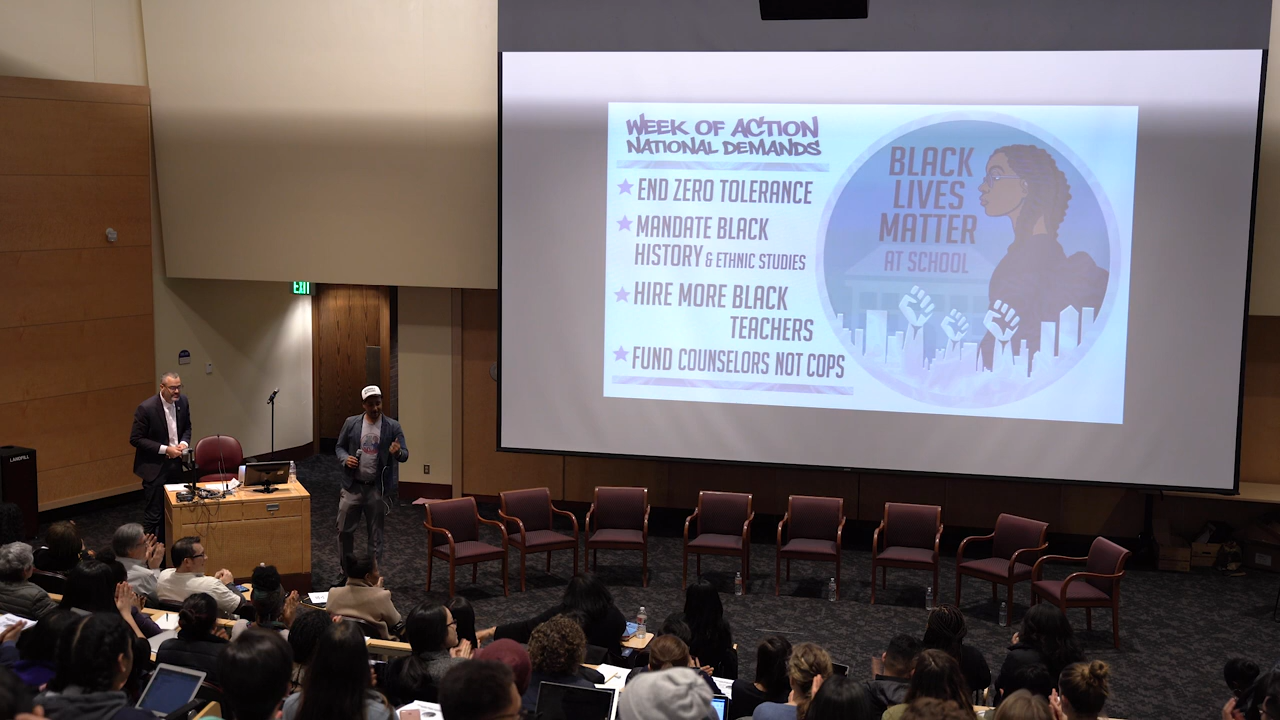 WEEK OF ACTION
NATIONAL DEMANDS
END ZERO TOLERANCE
MANDATE BLACK
HISTORY & ETHNIC STUDIES
HIRE MORE BLACK
TEACHERS
FUND COUNSELORS NOT COPS
BLACK
LIVES
MATTER
AT SCHOOL
EXIT
LANDFILL